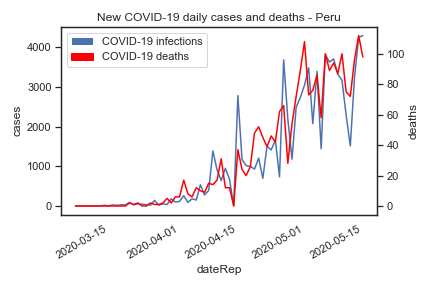 New COVID-19 daily cases and deaths - Peru
COVID-19 infections
COVID-19 deaths
4000
3000
2000
1000
0
cases
100
80
60
40
20
0
deaths
2020-03-15
2020-04-01
2020-04-15
2020-05-01
2020-05-15
dateRep